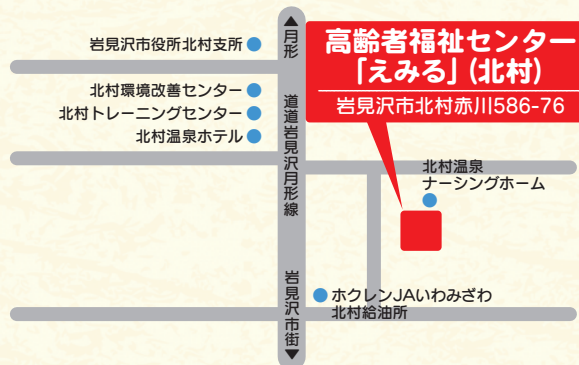 ▲月形
岩見沢市役所北村支所
北村環境改善センター
北村トレーニングセンター
北村温泉ホテル
道道岩見沢月形線
高齢者福祉センター
「えみる」（北村）
岩見沢市北村赤川586-76
北村温泉
ナーシングホーム
ホクレンJAいわみざわ
北村給油所
岩見沢市街▼